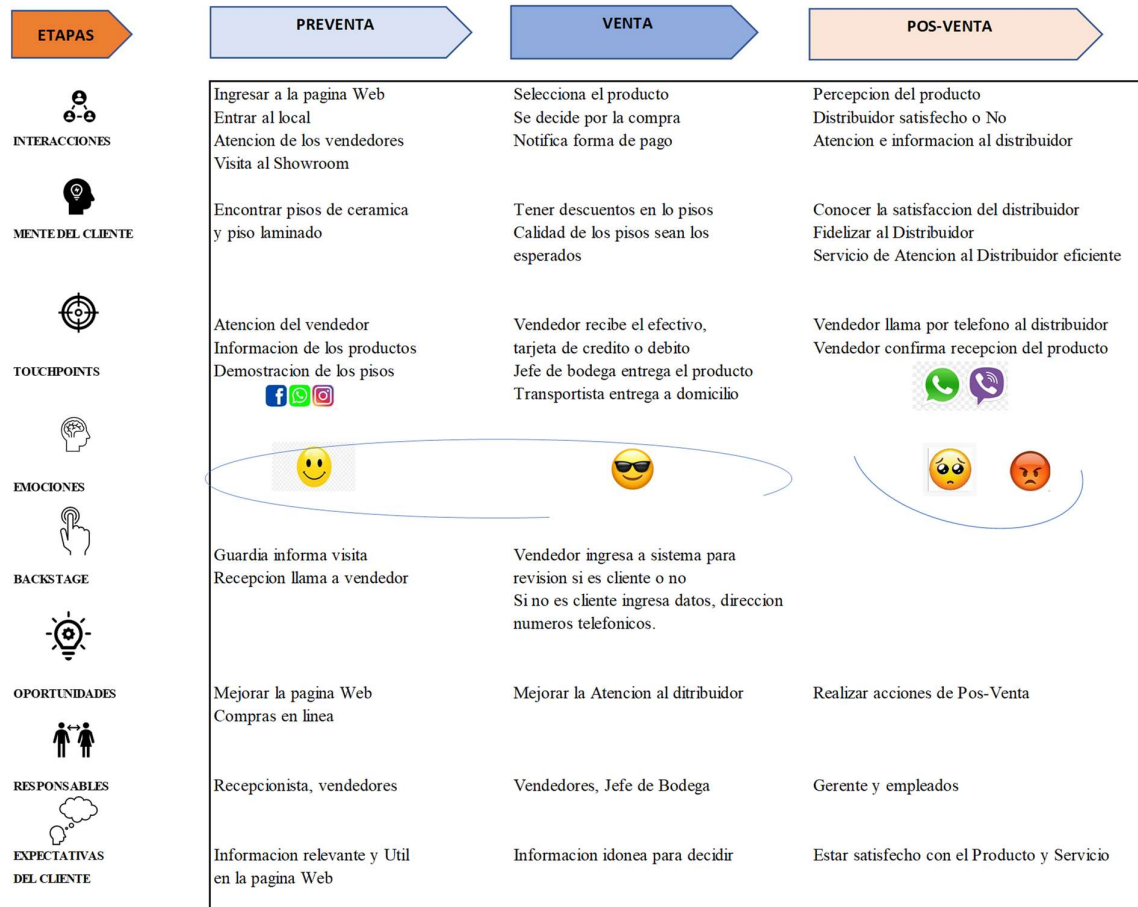 ETAPAS
PREVENTA
VENTA
POS-VENTA
INTERACCIONES
Ingresar a la pagina Web
Entrar al local
Atencion de los vendedores
Visita al Showroom
Selecciona el producto
Se decide por la compra
Notifica forma de pago
Percepcion del producto
Distribuidor satisfecho o No
Atencion e informacion al distribuidor
MENTE DEL CLIENTE
Encontrar pisos de ceramica
y piso laminado
Tener descuentos en lo pisos
Calidad de los pisos sean los
esperados
Conocer la satisfaccion del distribuidor
Fidelizar al Distribuidor
Servicio de Atencion al Distribuidor eficiente
TOUCHPOINTS
Atencion del vendedor
Informacion de los productos
Demostracion de los pisos
Vendedor recibe el efectivo,
tarjeta de credito o debito
Jefe de bodega entrega el producto
Transportista entrega a domicilio
Vendedor llama por telefono al distribuidor
Vendedor confirma recepcion del producto
EMOCIONES
BACKSTAGE
Guardia informa visita
Recepcion llama a vendedor
Vendedor ingresa a sistema para
revision si es cliente o no
Si no es cliente ingresa datos, direccion
numeros telefonicos.
OPORTUNIDADES
Mejorar la pagina Web
Compras en linea
Mejorar la Atencion al ditribuidor
Realizar acciones de Pos-Venta
RESPONSABLES
Recepcionista, vendedores
Vendedores, Jefe de Bodega
Gerente y empleados
EXPECTATIVAS
DEL CLIENTE
Informacion relevante y Util
en la pagina Web
Informacion idonea para decidir
Estar satisfecho con el Producto y Servicio